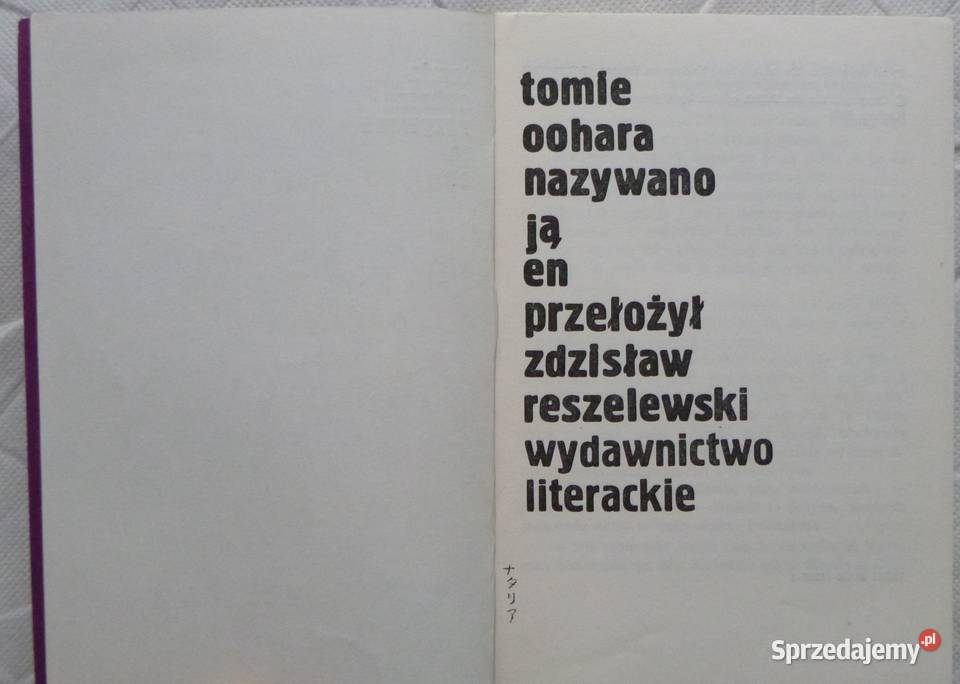 tomie
oohara
nazywano
ją
en
przełożył
zdzisław
reszelewski
wydawnictwo
literackie
ナタリア
Sprzedajemy.pl